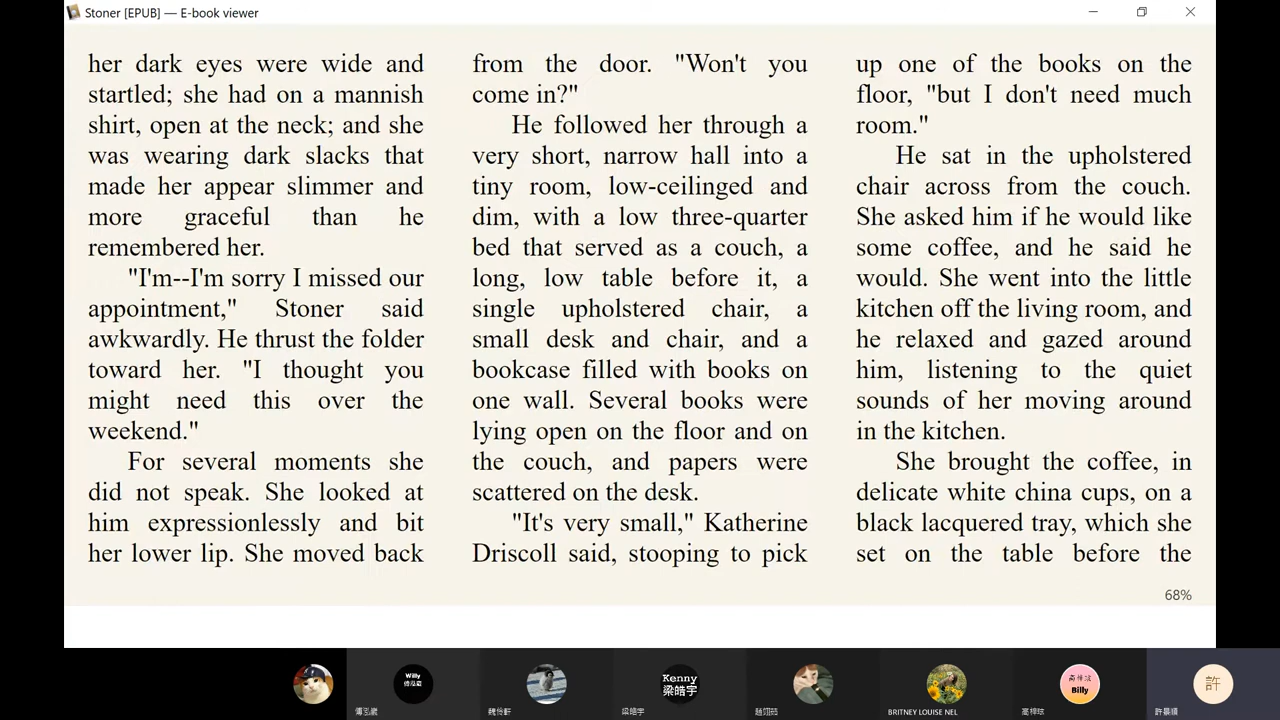 Stoner [EPUB] — E-book viewer
her dark eyes were wide and
startled; she had on a mannish
shirt, open at the neck; and she
was wearing dark slacks that
made her appear slimmer and
more graceful than he
remembered her.
"I'm--I'm sorry I missed our
appointment," Stoner said
awkwardly. He thrust the folder
toward her. "I thought you
might need this over the
weekend."
For several moments she
did not speak. She looked at
him expressionlessly and bit
her lower lip. She moved back
from the door. "Won't you
come in?"
He followed her through a
very short, narrow hall into a
tiny room, low-ceilinged and
dim, with a low three-quarter
bed that served as a couch, a
long, low table before it, a
single upholstered chair, a
small desk and chair, and a
bookcase filled with books on
one wall. Several books were
lying open on the floor and on
the couch, and papers were
scattered on the desk.
"It's very small," Katherine
Driscoll said, stooping to pick
up one of the books on the
floor, "but I don't need much
room."
He sat in the upholstered
chair across from the couch.
She asked him if he would like
some coffee, and he said he
would. She went into the little
kitchen off the living room, and
he relaxed and gazed around
him, listening to the quiet
sounds of her moving around
in the kitchen.
She brought the coffee, in
delicate white china cups, on a
black lacquered tray, which she
set on the table before the
68%
Willy
Kenny
梁皓宇
Billy
許
梁皓宇
BRITNEY LOUISE NEL